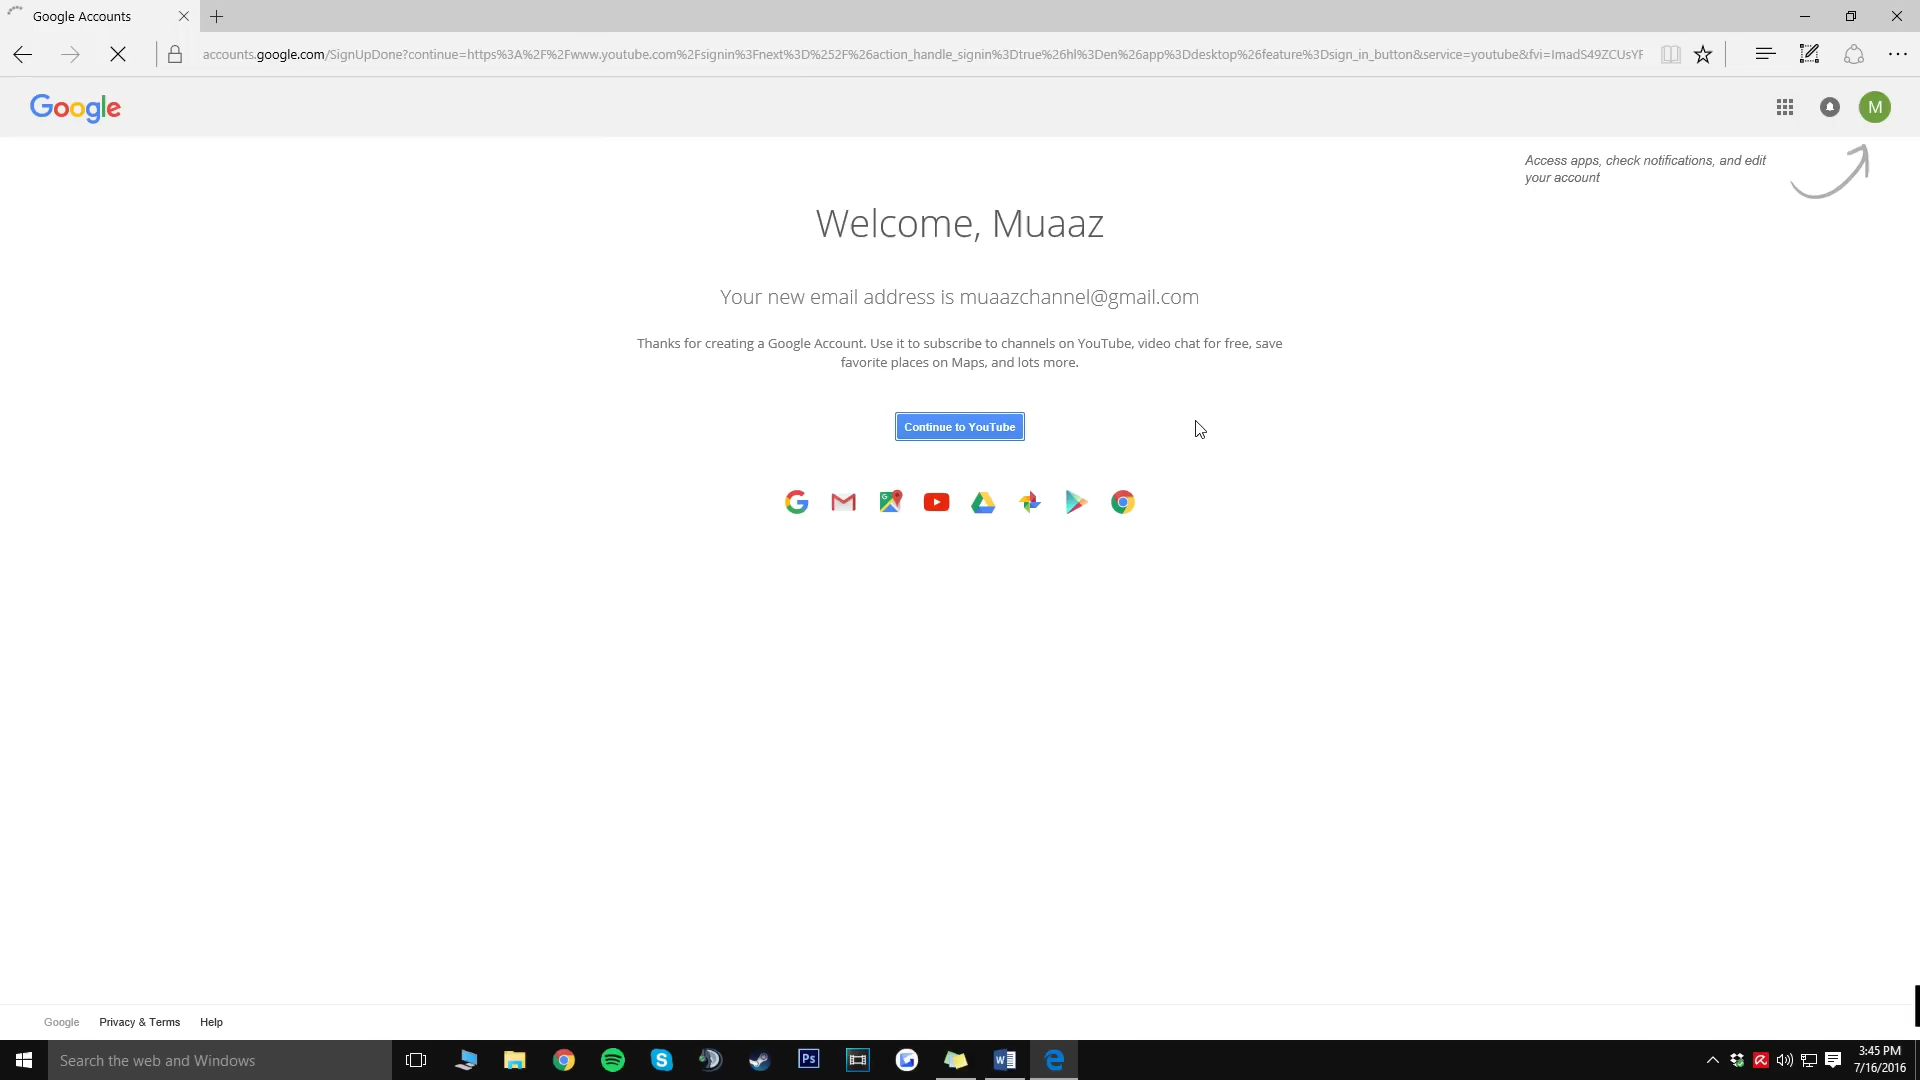 Google Accounts
accounts.google.com/SignUpDone?continue=https%3A%2F%2Fwww.youtube.com%2Fsignin%3Fnext%3D%252F%26action_handle_signin%3Dtrue%26hl%3Den%26app%3Ddesktop%26feature%3Dsign_in_button&service=youtube&fvi=ImadS49ZCUsYF
Google
M
Access apps, check notifications, and edit
your account
Welcome, Muaaz
Your new email address is muaazchannel@gmail.com
Thanks for creating a Google Account. Use it to subscribe to channels on YouTube, video chat for free, save
favorite places on Maps, and lots more.
Continue to YouTube
Google Privacy & Terms Help
Search the web and Windows
Ps
3:45 PM
7/16/2016